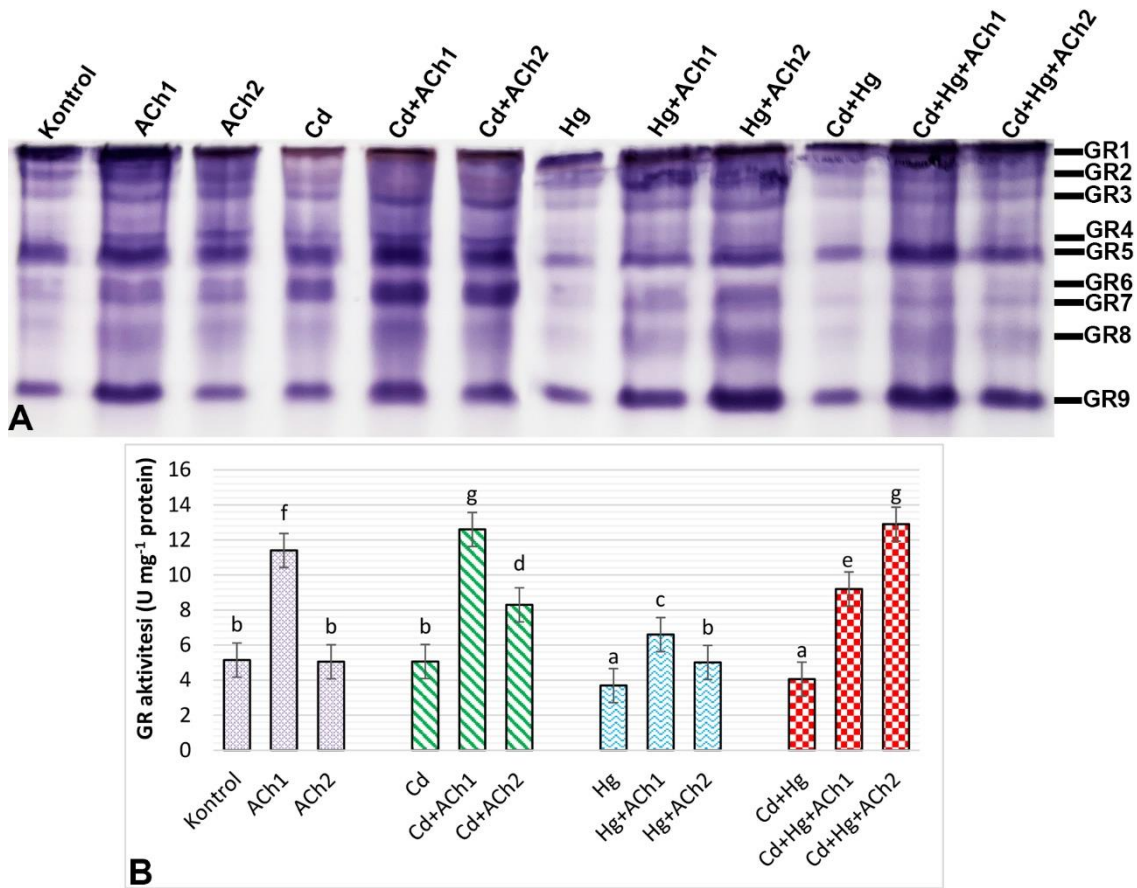 Kontrol
ACh1
ACh2
Cd
Cd+ACh1
Cd+ACh2
Hg
Hg+ACh1
Hg+ACh2
Cd+Hg
Cd+Hg+ACh1
Cd+Hg+ACh2
GR1
GR2
GR3
GR4
GR5
GR6
GR7
GR8
GR9
A
GR aktivitesi (U mg⁻¹ protein)
16
14
12
10
8
6
4
2
0
b
f
b
b
g
d
a
c
b
a
e
g
Kontrol
ACh1
ACh2
Cd
Cd+ACh1
Cd+ACh2
Hg
Hg+ACh1
Hg+ACh2
Cd+Hg
Cd+Hg+ACh1
Cd+Hg+ACh2
B